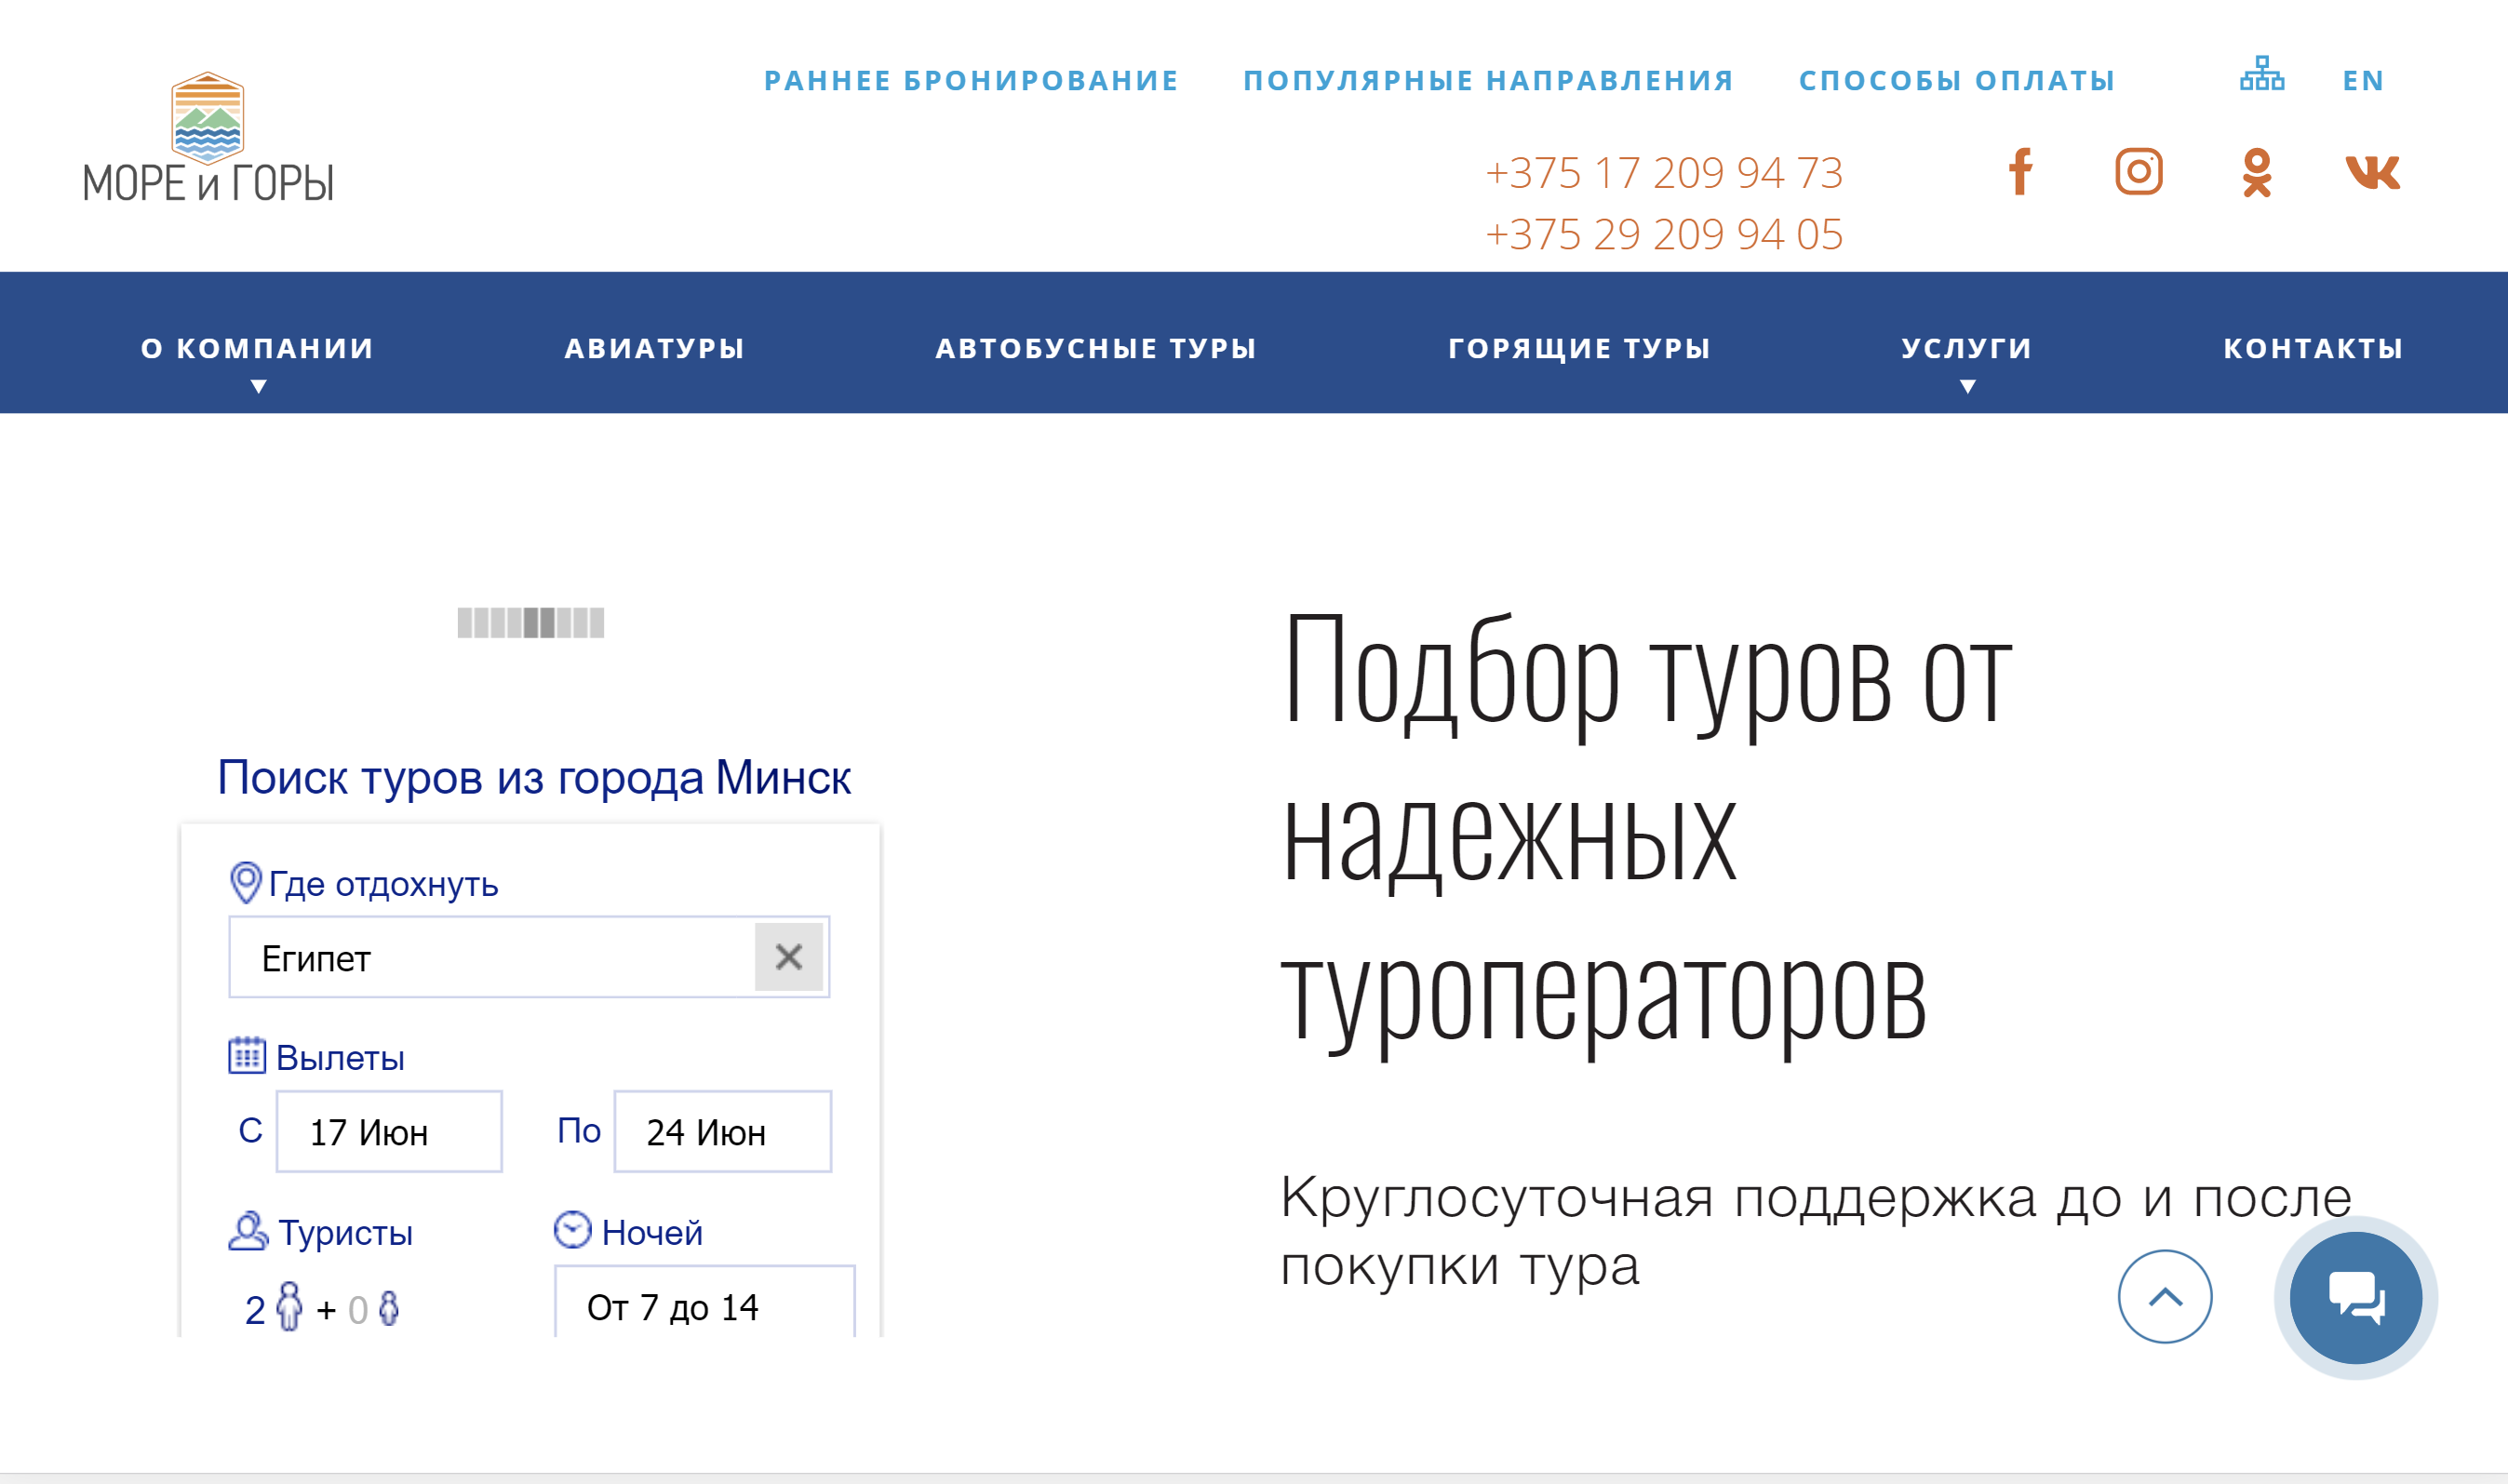 РАННЕЕ БРОНИРОВАНИЕ ПОПУЛЯРНЫЕ НАПРАВЛЕНИЯ СПОСОБЫ ОПЛАТЫ EN
МОРЕ и ГОРЫ
+375 17 209 94 73
+375 29 209 94 05
О КОМПАНИИ АВИАТУРЫ АВТОБУСНЫЕ ТУРЫ ГОРЯЩИЕ ТУРЫ УСЛУГИ КОНТАКТЫ
Поиск туров из города Минск
Где отдохнуть
Египет
Вылеты
С 17 Июн По 24 Июн
Туристы Ночей
2 + 0 От 7 до 14
Подбор туров от
надежных
туроператоров
Круглосуточная поддержка до и после
покупки тура